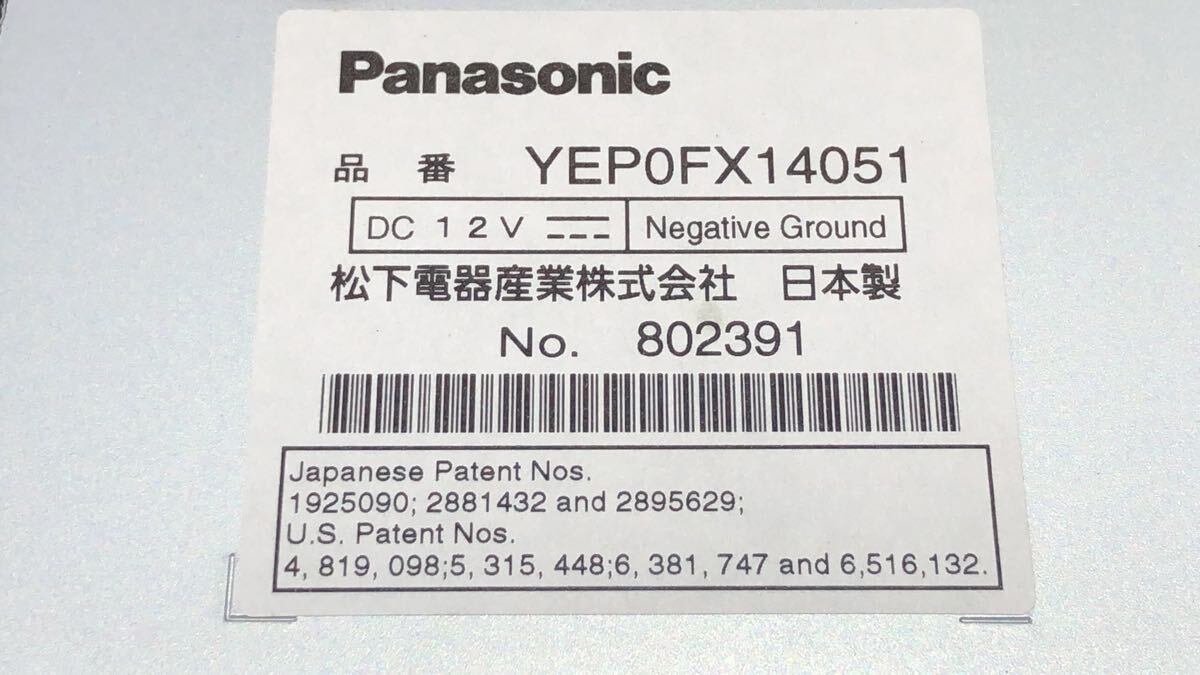 Panasonic
品 番 YEP0FX14051
DC 12V Negative Ground
松下電器産業株式会社 日本製
No. 802391
Japanese Patent Nos.
1925090; 2881432 and 2895629;
U.S. Patent Nos.
4, 819, 098;5, 315, 448;6, 381, 747 and 6,516,132.